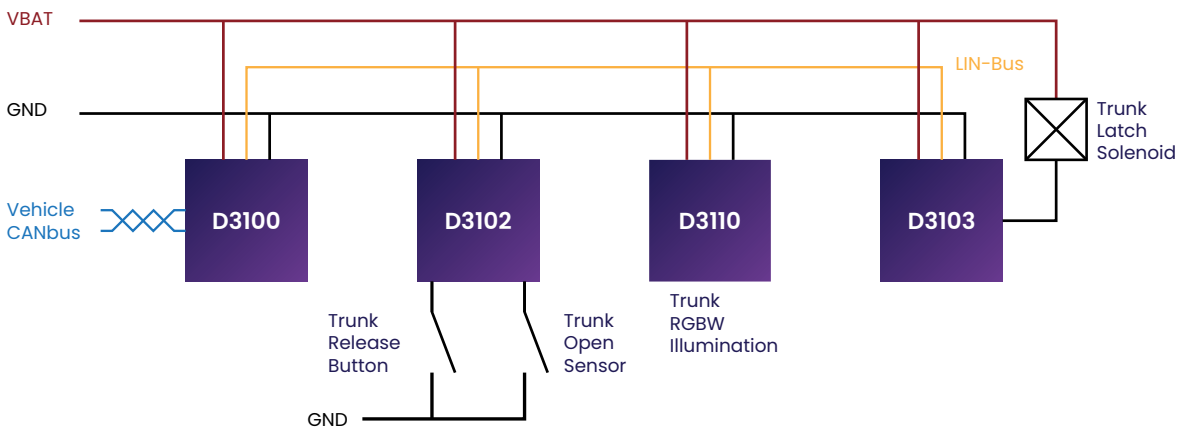 VBAT
LIN-Bus
GND
Trunk
Latch
Solenoid
Vehicle
CANbus
D3100
D3102
D3110
D3103
Trunk
Release
Button
Trunk
Open
Sensor
Trunk
RGBW
Illumination
GND